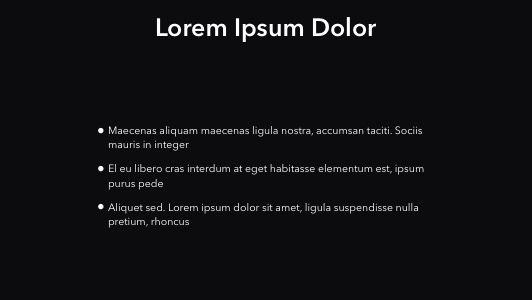 Lorem Ipsum Dolor
• Maecenas aliquam maecenas ligula nostra, accumsan taciti. Sociis
mauris in integer
• El eu libero cras interdum at eget habitasse elementum est, ipsum
purus pede
• Aliquet sed. Lorem ipsum dolor sit amet, ligula suspendisse nulla
pretium, rhoncus